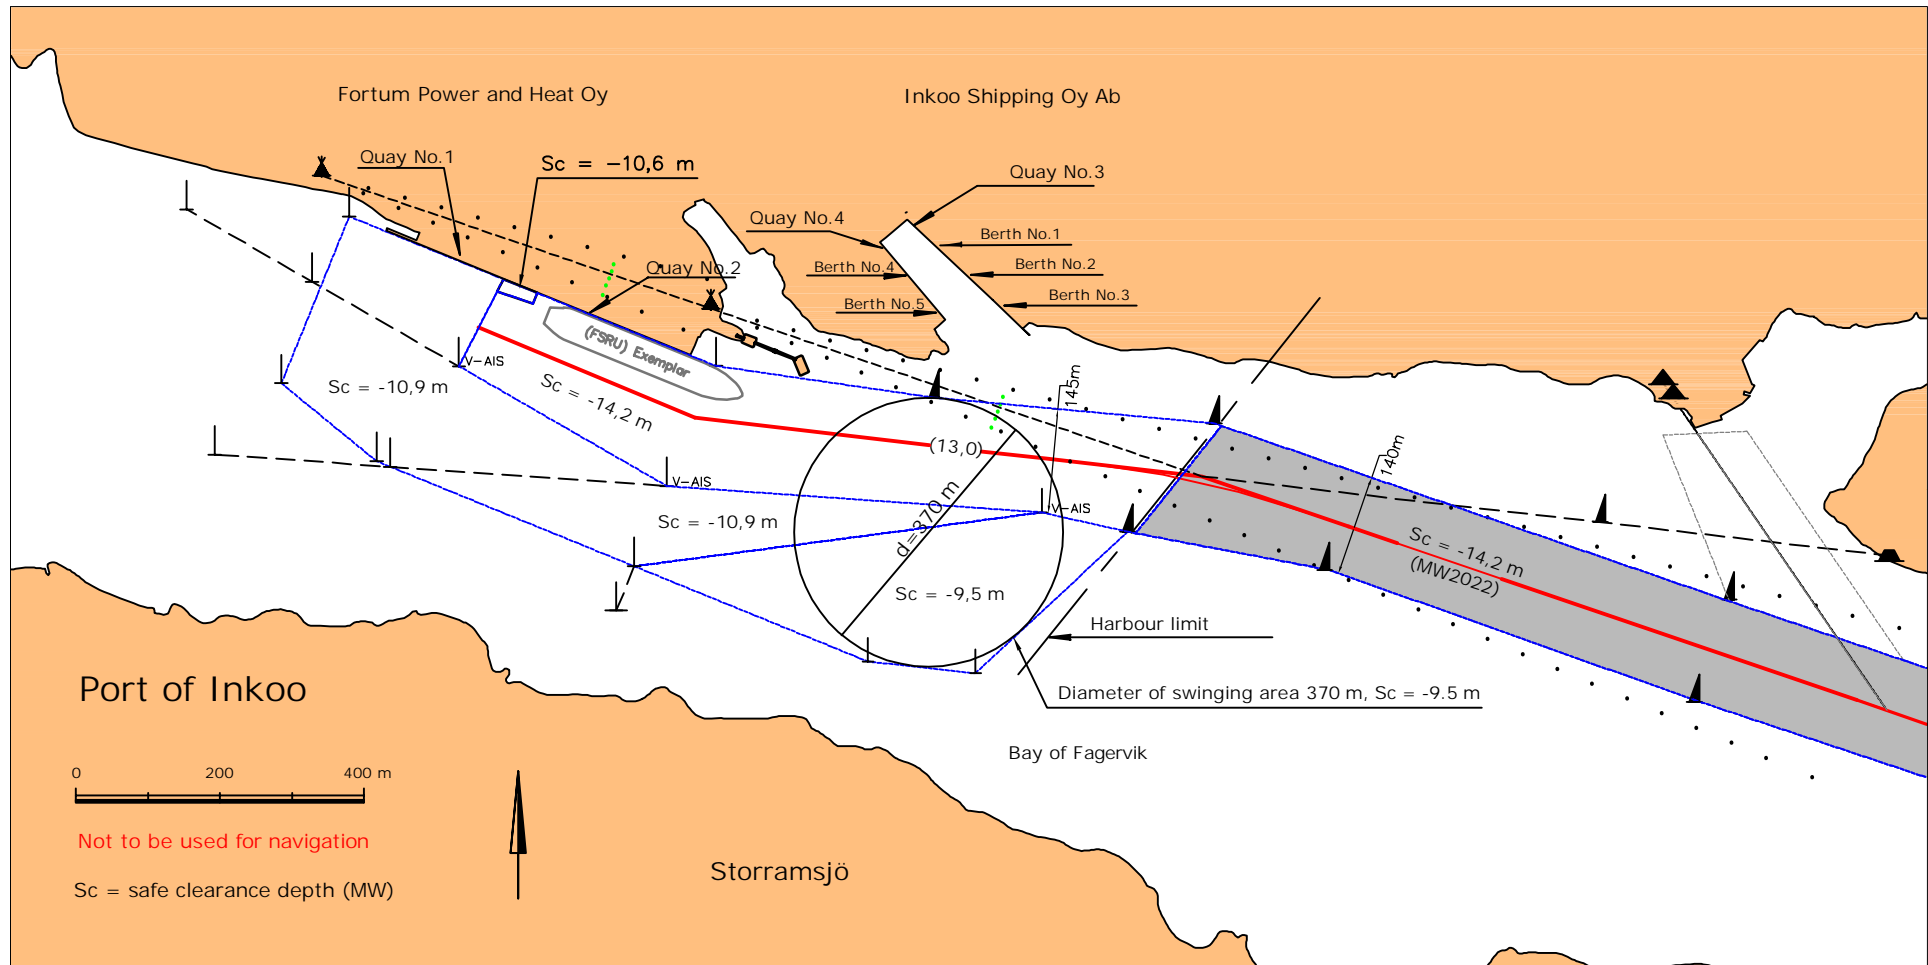 Fortum Power and Heat Oy
Inkoo Shipping Oy Ab
Quay No.1
Sc = -10,6 m
Quay No.3
Quay No.4
Berth No.1
Berth No.2
Berth No.3
Berth No.4
Berth No.5
Quay No.2
(FSRU) Exemplar
V-AIS
Sc = -10,9 m
Sc = -14,2 m
145m
(13,0)
140m
V-AIS
V-AIS
Sc = -10,9 m
d=370 m
Sc = -14,2 m
(MW2022)
Sc = -9,5 m
Harbour limit
Diameter of swinging area 370 m, Sc = -9.5 m
Port of Inkoo
Bay of Fagervik
0 200 400 m
Not to be used for navigation
Sc = safe clearance depth (MW)
Storramsjö